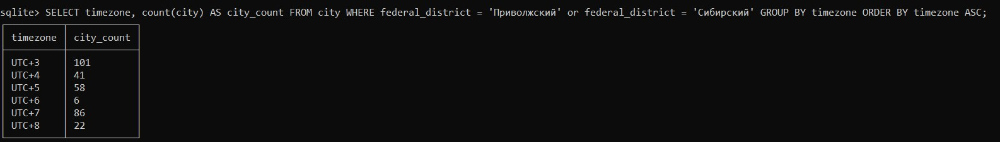 sqlite> SELECT timezone, count(city) AS city_count FROM city WHERE federal_district = 'Приволжский' or federal_district = 'Сибирский' GROUP BY timezone ORDER BY timezone ASC;
timezone city_count
UTC+3 101
UTC+4 41
UTC+5 58
UTC+6 6
UTC+7 86
UTC+8 22